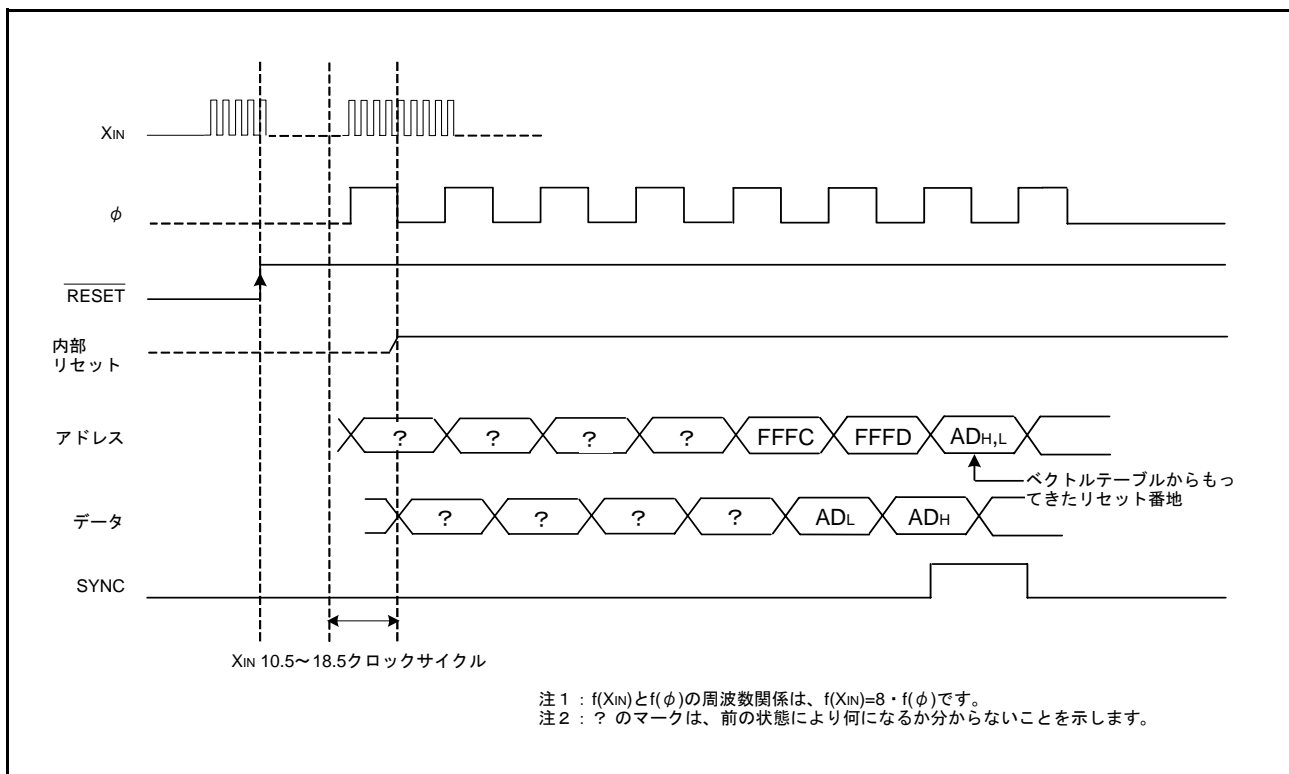 XIN
φ
RESET
内部
リセット
アドレス
? ? ? ? FFFC FFFD ADH,L
ベクトルテーブルからもっ
てきたリセット番地
データ
? ? ? ? ADL ADH
SYNC
XIN 10.5～18.5クロックサイクル
注1：f(XIN)とf(φ)の周波数関係は、f(XIN)=8・f(φ)です。
注2：? のマークは、前の状態により何になるか分からないことを示します。